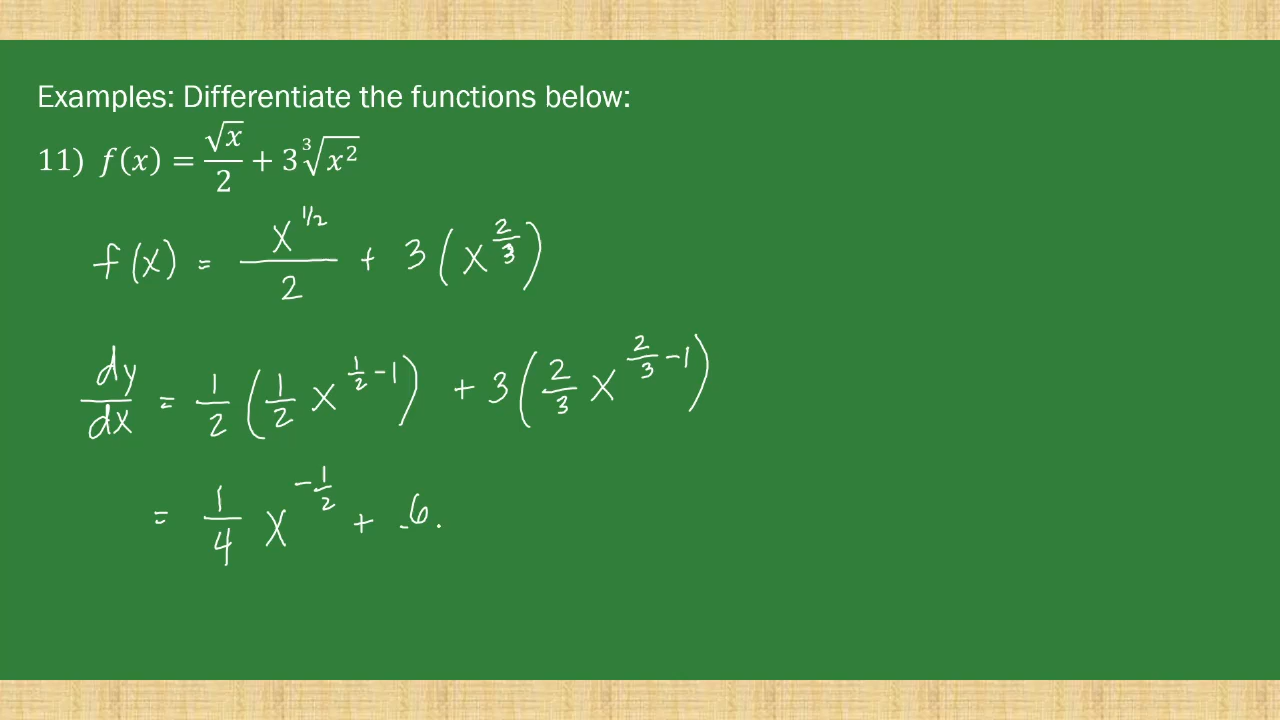 Examples: Differentiate the functions below:
11) f(x) = √x/2 + 3∛x²
f(x) = x^(1/2)/2 + 3(x^(2/3))
dy/dx = 1/2(1/2 x^(1/2 - 1)) + 3(2/3 x^(2/3 - 1))
= 1/4 x^(-1/2) + 6